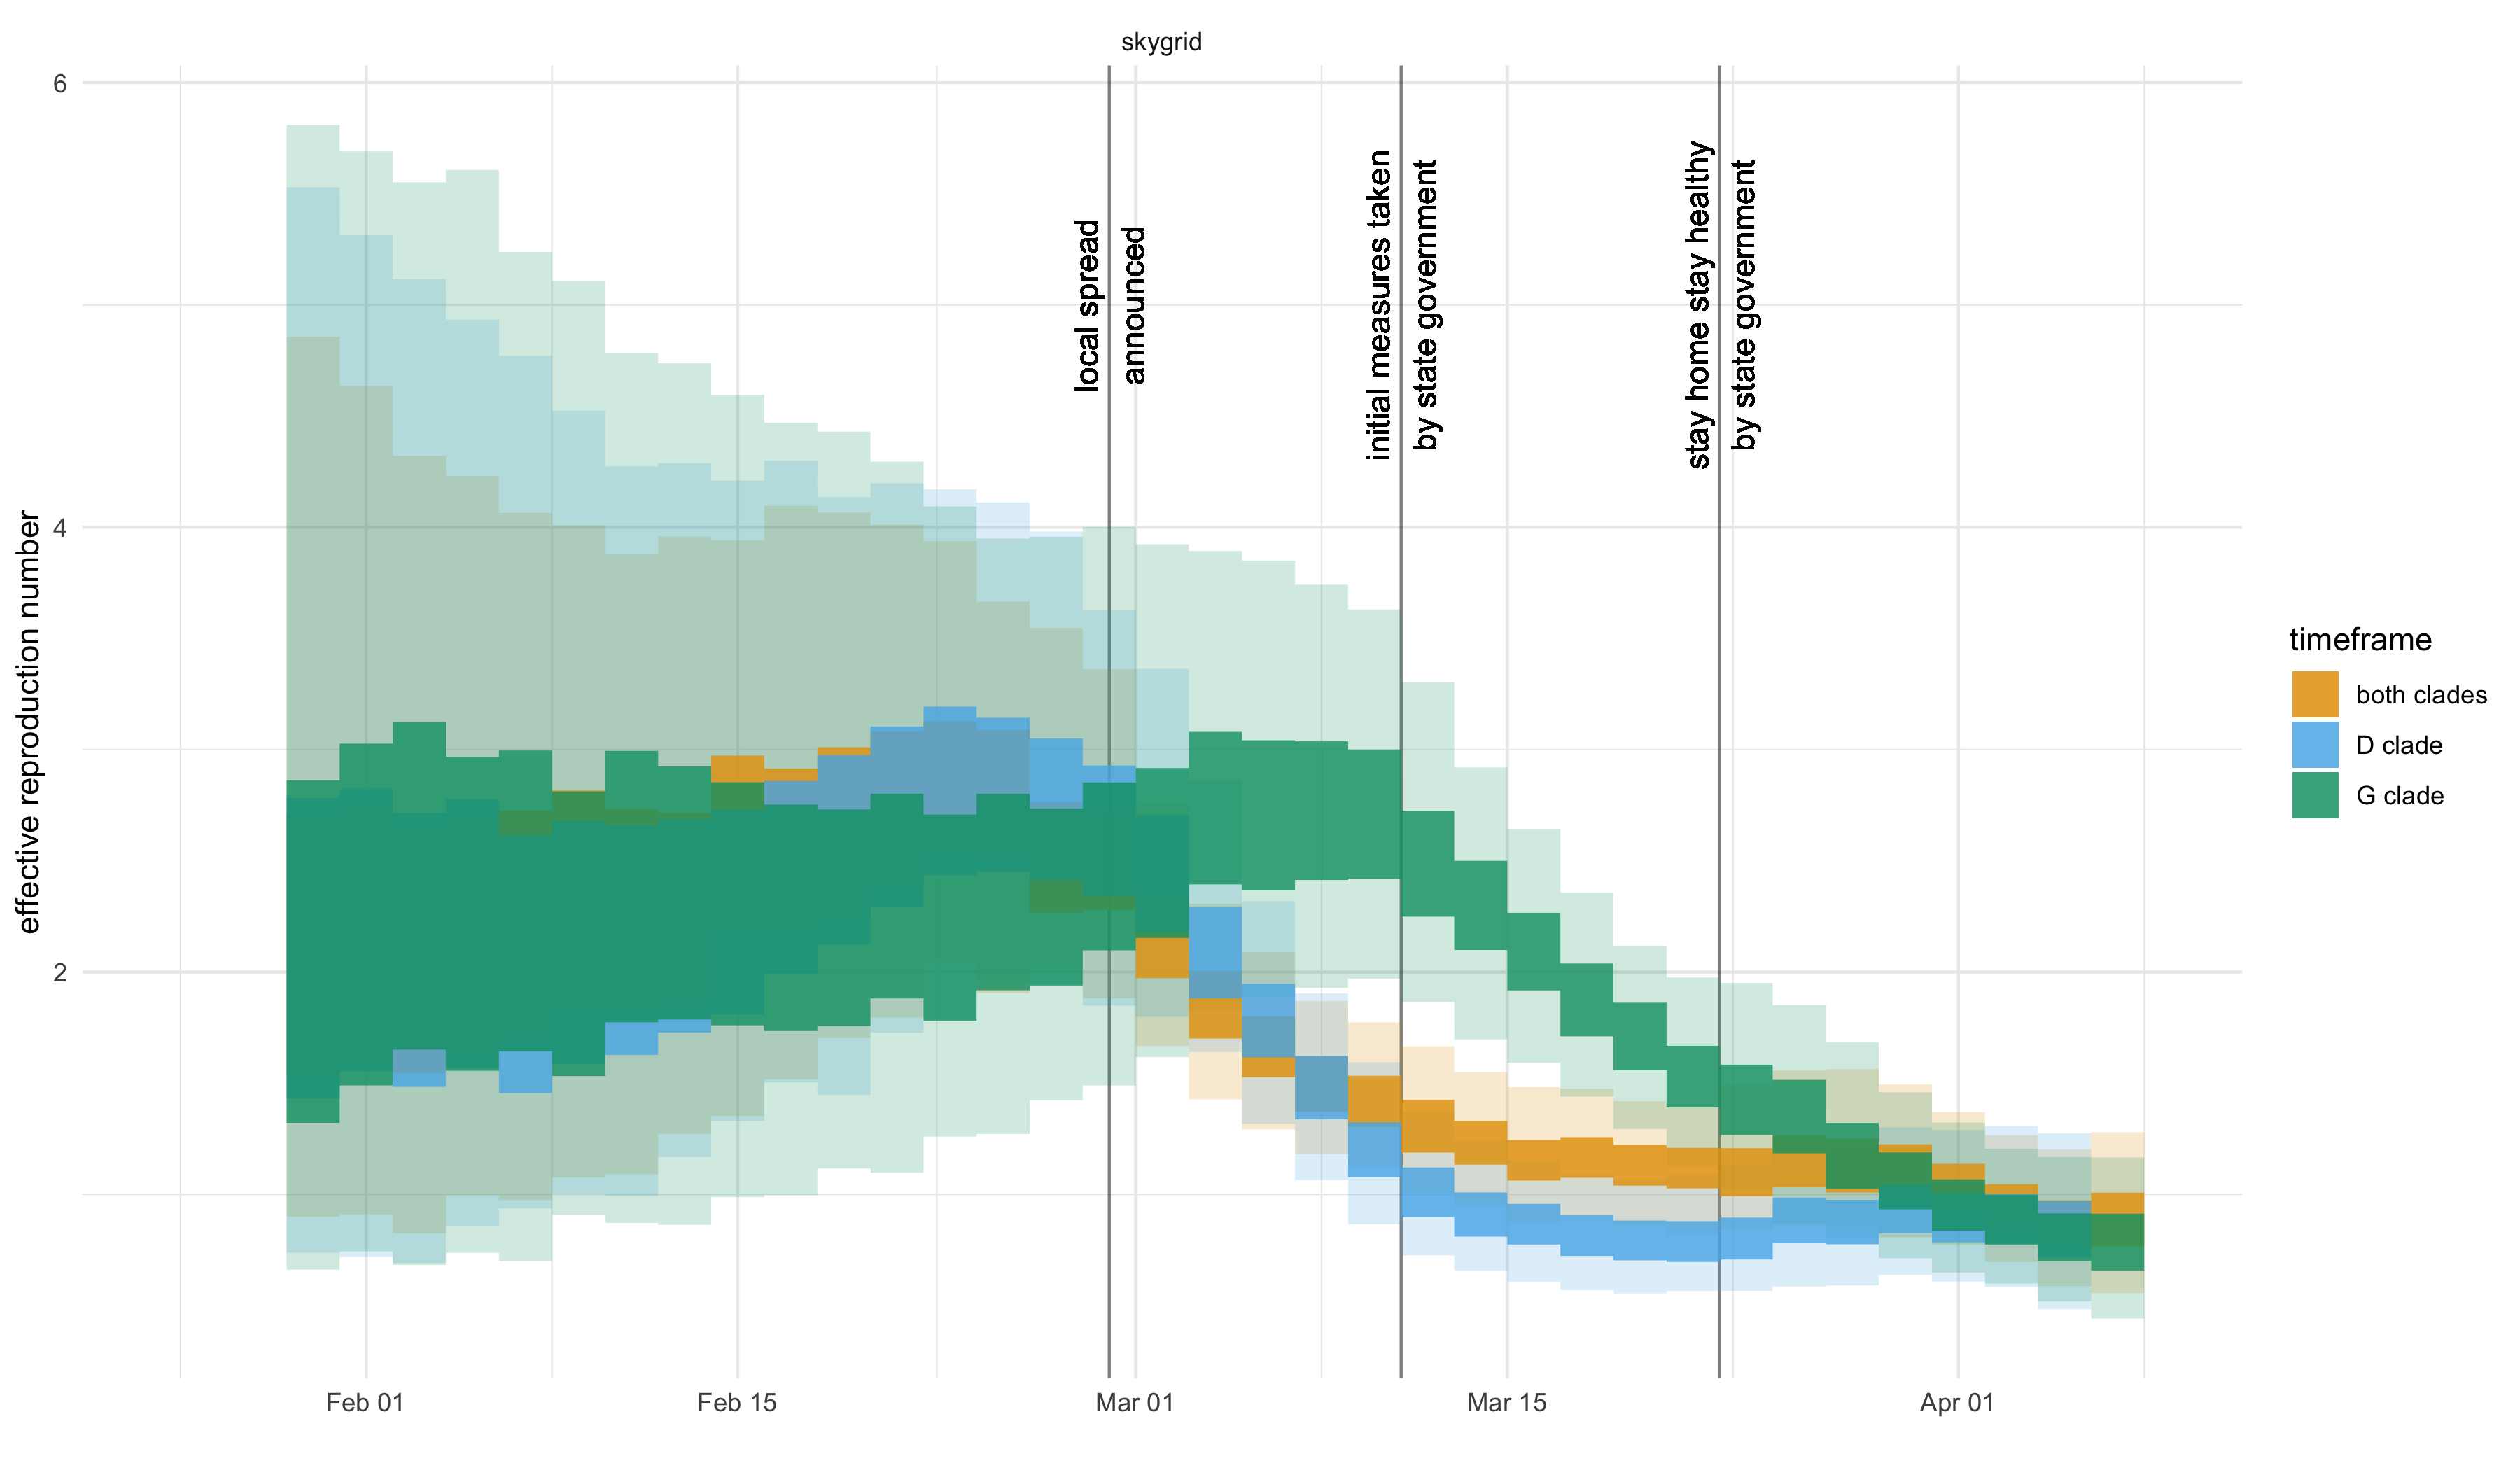 skygrid
6
4
2
effective reproduction number
local spread
announced
initial measures taken
by state government
stay home stay healthy
by state government
Feb 01
Feb 15
Mar 01
Mar 15
Apr 01
timeframe
both clades
D clade
G clade